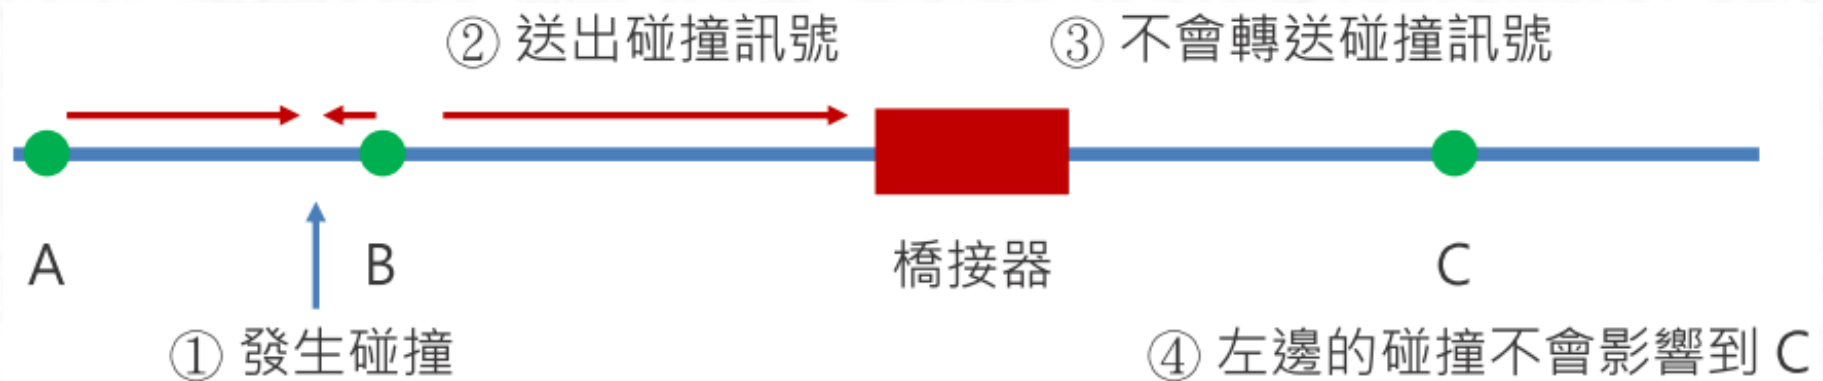 ② 送出碰撞訊號
③ 不會轉送碰撞訊號
A
B
橋接器
C
① 發生碰撞
④ 左邊的碰撞不會影響到 C